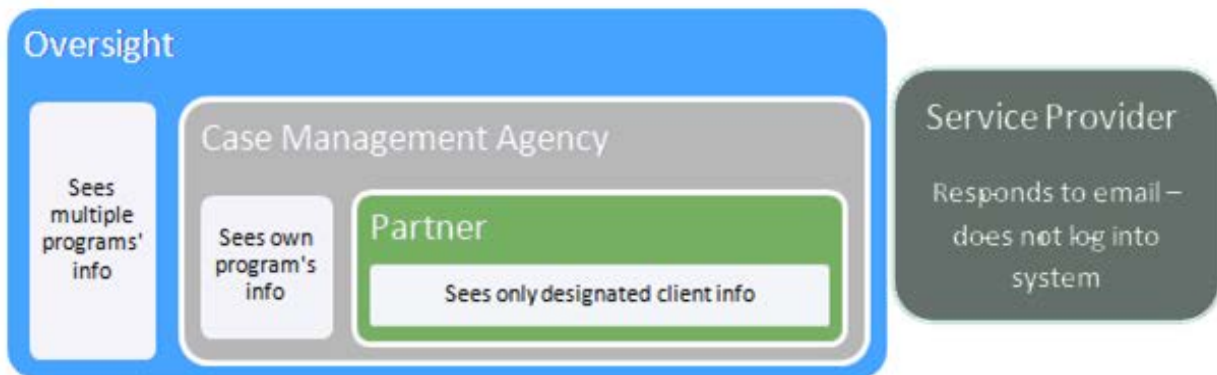 Oversight
Sees
multiple
programs'
info
Case Management Agency
Sees own
program's
info
Partner
Sees only designated client info
Service Provider
Responds to email –
does not log into
system